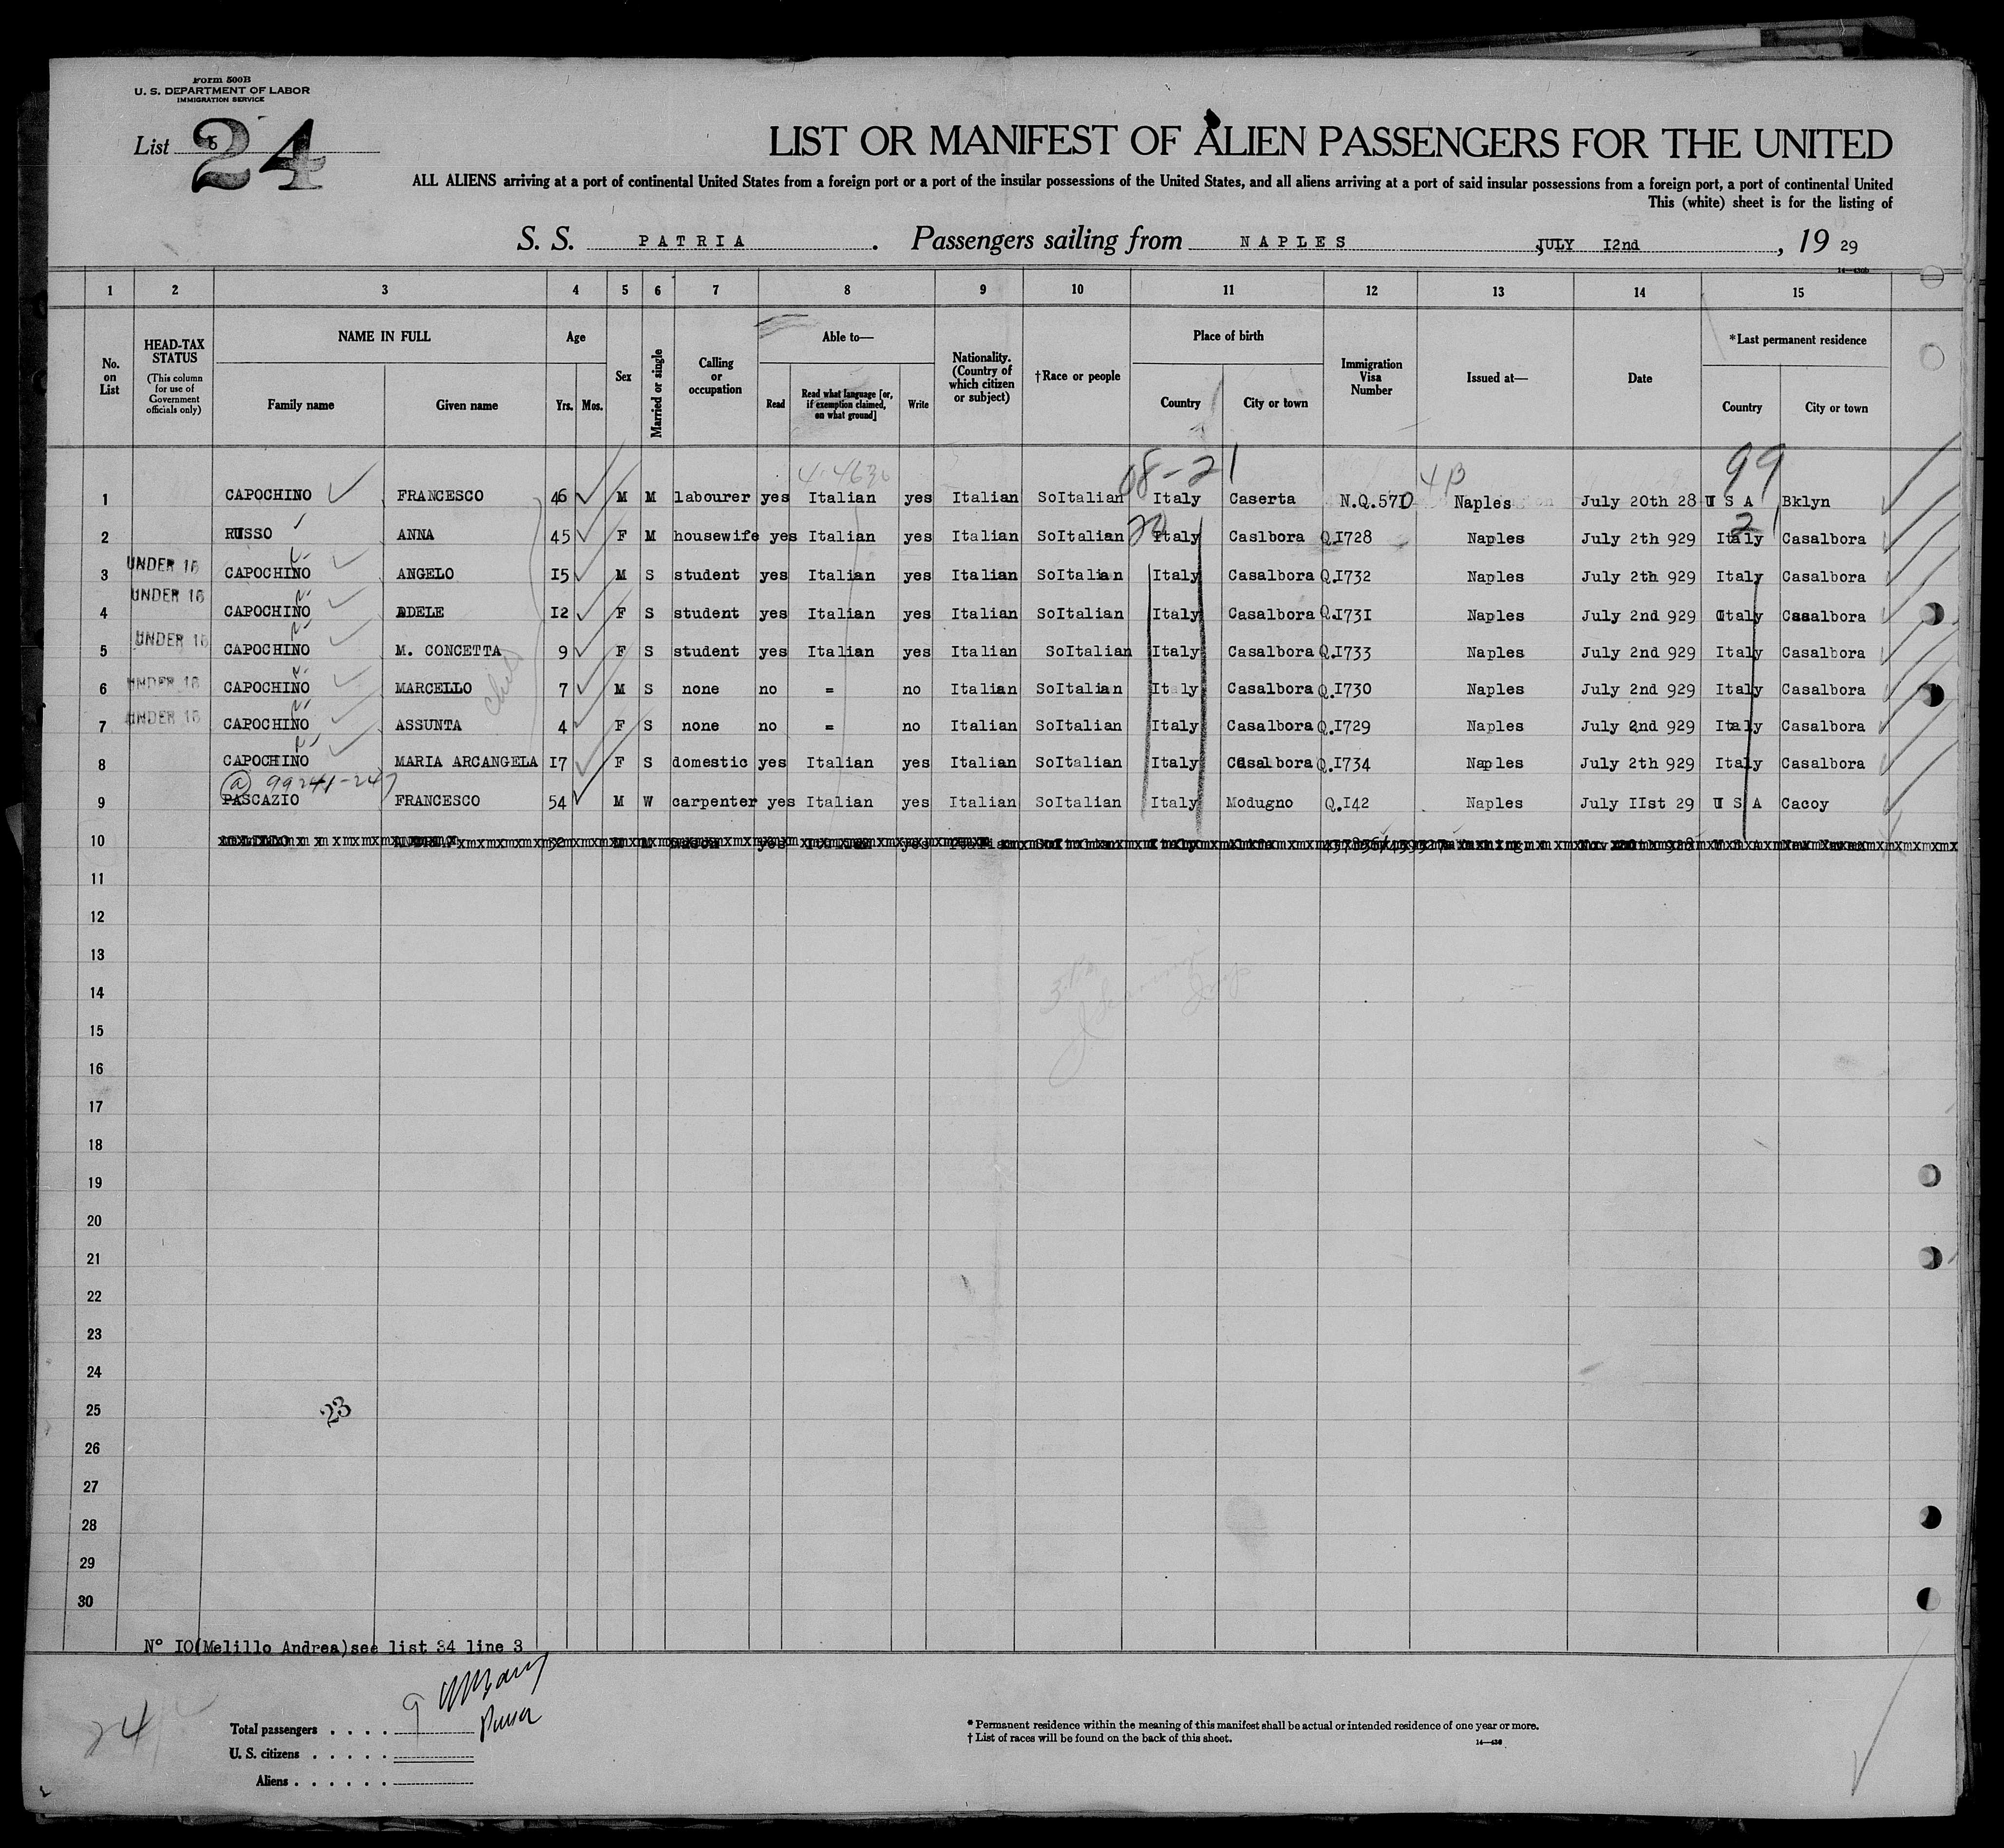 Form 500B
U. S. DEPARTMENT OF LABOR
IMMIGRATION SERVICE
List 5 24
LIST OR MANIFEST OF ALIEN PASSENGERS FOR THE UNITED
ALL ALIENS arriving at a port of continental United States from a foreign port or a port of the insular possessions of the United States, and all aliens arriving at a port of said insular possessions from a foreign port, a port of continental United
This (white) sheet is for the listing of
S. S. PATRIA . Passengers sailing from NAPLES , JULY I2nd , 19 29
1 2 3 4 5 6 7 8 9 10 11 12 13 14 15
No. on List
HEAD-TAX STATUS (This column for use of Government officials only)
NAME IN FULL Family name Given name
Age Yrs. Mos.
Sex
Married or single
Calling or occupation
Able to— Read Read what language [or, if exemption claimed, on what ground] Write
Nationality. (Country of which citizen or subject)
†Race or people
Place of birth Country City or town
Immigration Visa Number
Issued at—
Date
*Last permanent residence Country City or town
08-21 4 β 99
1 CAPOCHINO FRANCESCO 46 M M labourer yes Italian yes Italian SoItalian Italy Caserta N.Q.57I0 Naples July 20th 28 U S A Bklyn
2 RUSSO ANNA 45 F M housewife yes Italian yes Italian SoItalian Italy Caslbora Q.I728 Naples July 2th 929 Italy Casalbora
UNDER 16
3 CAPOCHINO ANGELO I5 M S student yes Italian yes Italian SoItalian Italy Casalbora Q.I732 Naples July 2th 929 Italy Casalbora
UNDER 16
4 CAPOCHINO ADELE I2 F S student yes Italian yes Italian SoItalian Italy Casalbora Q.I73I Naples July 2nd 929 Italy Casalbora
UNDER 16
5 CAPOCHINO M. CONCETTA 9 F S student yes Italian yes Italian SoItalian Italy Casalbora Q.I733 Naples July 2nd 929 Italy Casalbora
UNDER 16
6 CAPOCHINO MARCELLO 7 M S none no = no Italian SoItalian Italy Casalbora Q.I730 Naples July 2nd 929 Italy Casalbora
UNDER 16
7 CAPOCHINO ASSUNTA 4 F S none no = no Italian SoItalian Italy Casalbora Q.I729 Naples July 2nd 929 Italy Casalbora
8 CAPOCHINO MARIA ARCANGELA I7 F S domestic yes Italian yes Italian SoItalian Italy Casalbora Q.I734 Naples July 2th 929 Italy Casalbora
a 99241-247
9 PASCAZIO FRANCESCO 54 M W carpenter yes Italian yes Italian SoItalian Italy Modugno Q.I42 Naples July IIst 29 U S A Cacoy
10
11
12
13
14
15
16
17
18
19
20
21
22
23
24
25
23
26
27
28
29
30
N° IO(Melillo Andrea)see list 34 line 3
24
Total passengers . . . . 9
Purser
U. S. citizens . . . . .
Aliens . . . . . .
* Permanent residence within the meaning of this manifest shall be actual or intended residence of one year or more.
† List of races will be found on the back of this sheet.
14—430